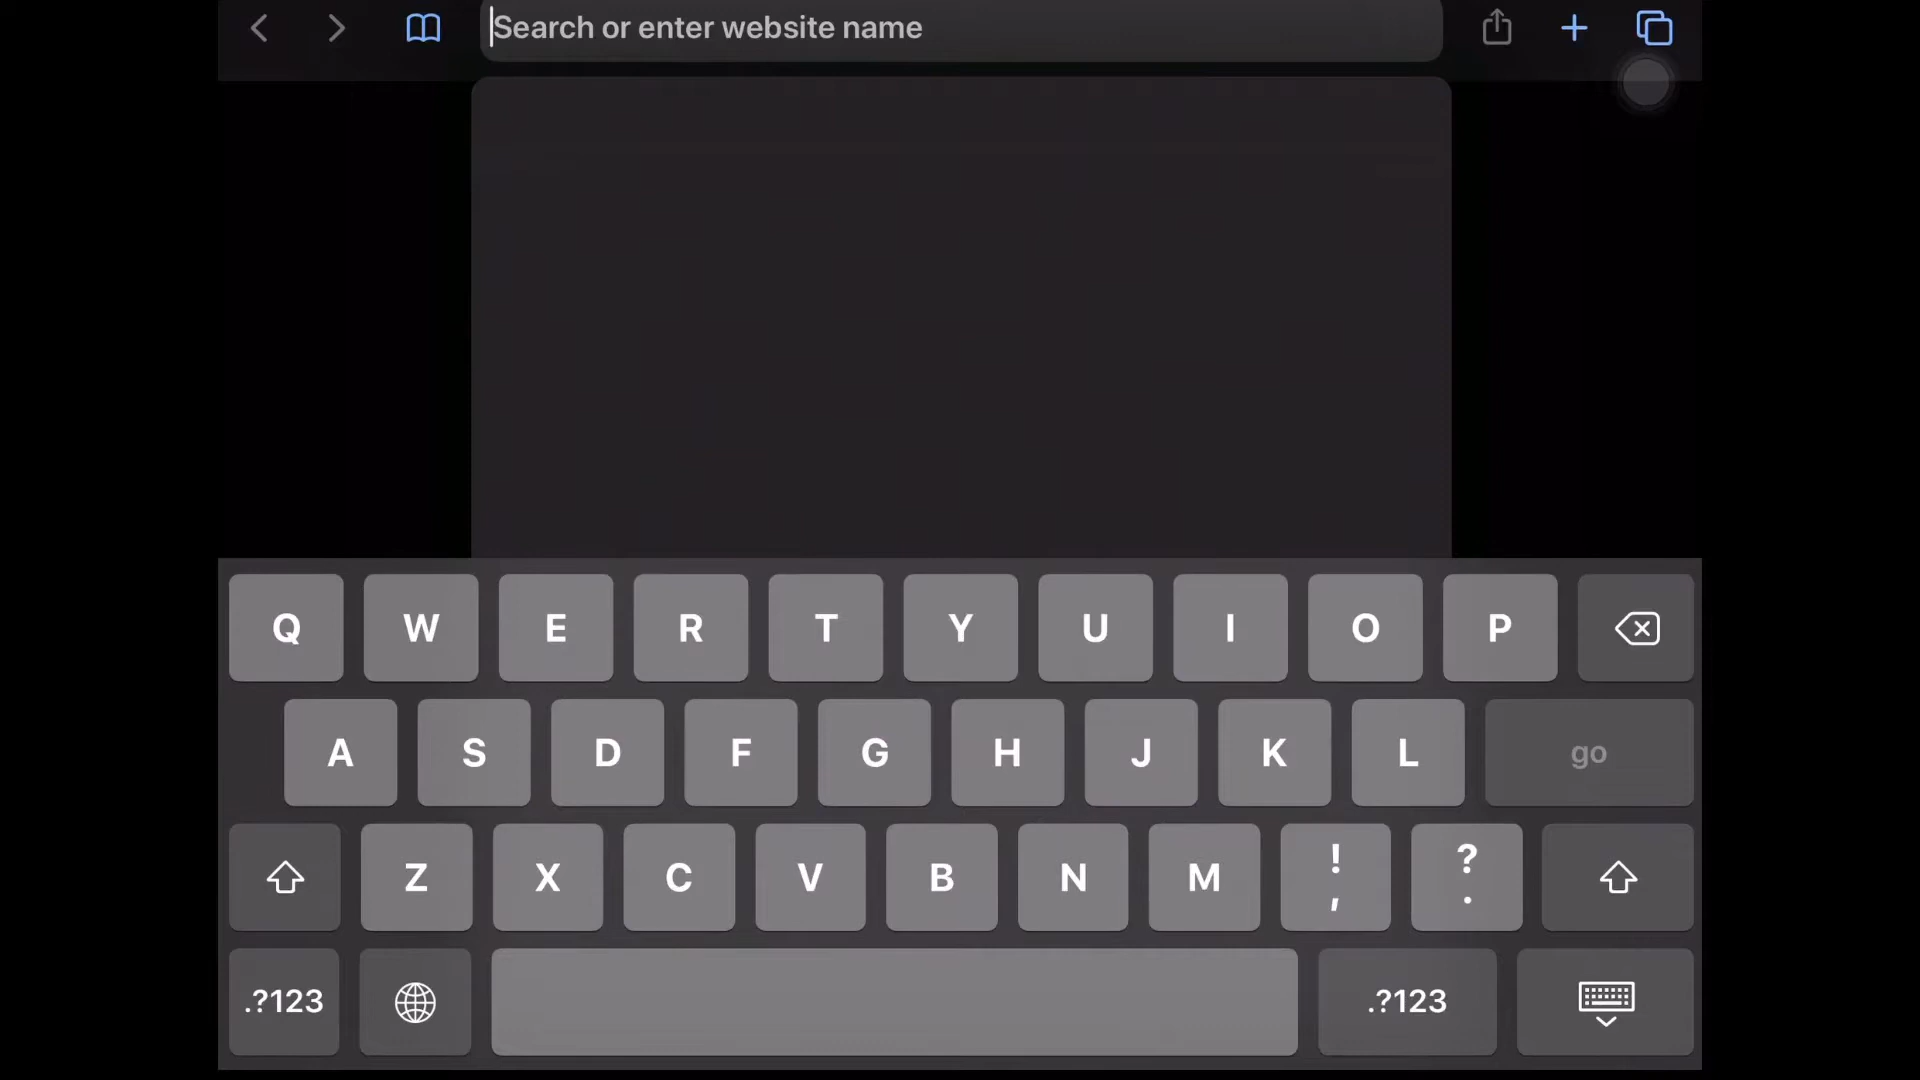 Search or enter website name
Q W E R T Y U I O P
A S D F G H J K L go
Z X C V B N M ! , ? .
.?123 .?123